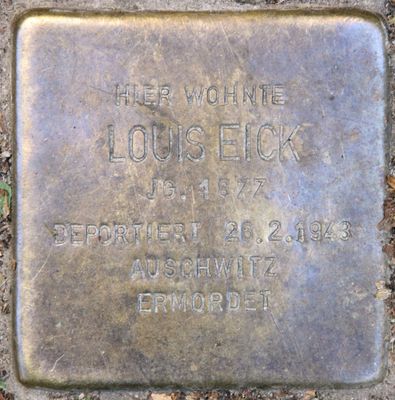 HIER WOHNTE
LOUIS EICK
JG. 1877
DEPORTIERT 26.2.1943
AUSCHWITZ
ERMORDET